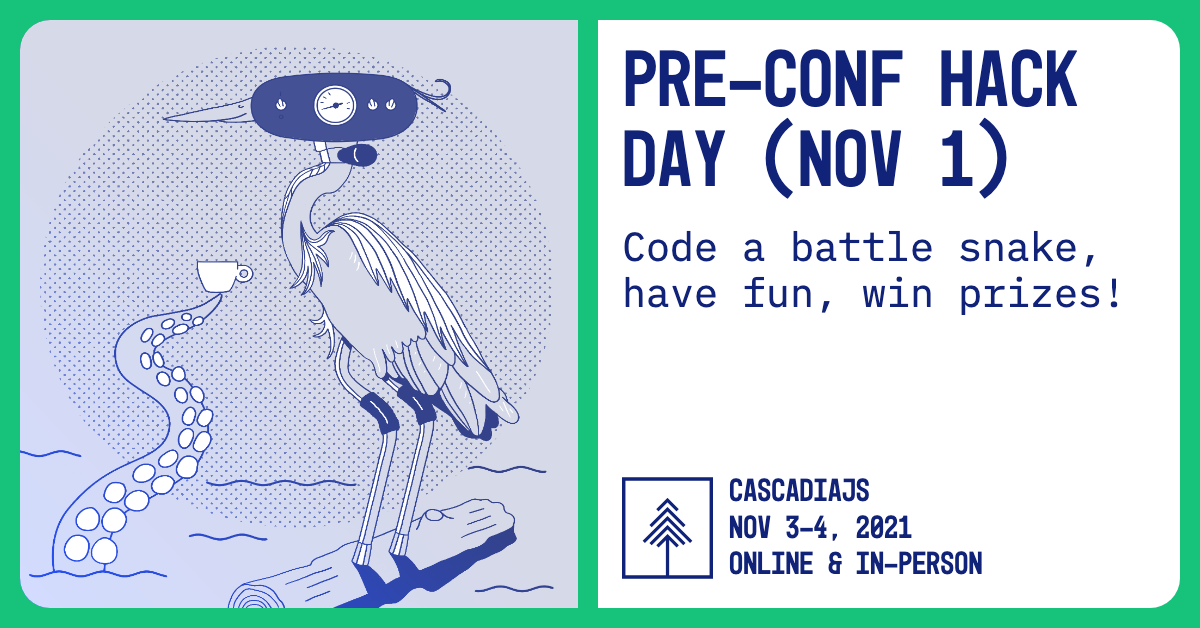 PRE-CONF HACK
DAY (NOV 1)
Code a battle snake,
have fun, win prizes!
CASCADIAJS
NOV 3-4, 2021
ONLINE & IN-PERSON